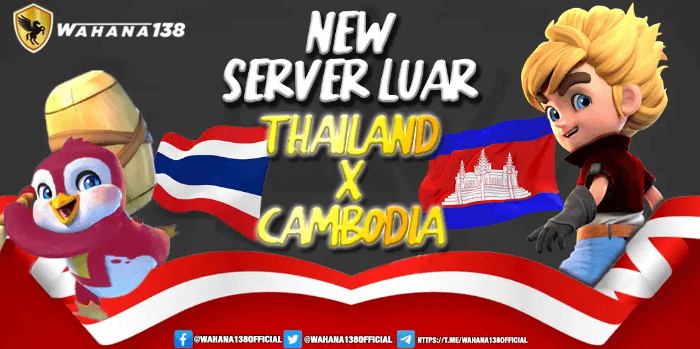 WAHANA138
NEW
SERVER LUAR
THAILAND
X
CAMBODIA
@WAHANA138OFFICIAL @WAHANA138OFFICIAL HTTPS://T.ME/WAHANA138OFFICIAL